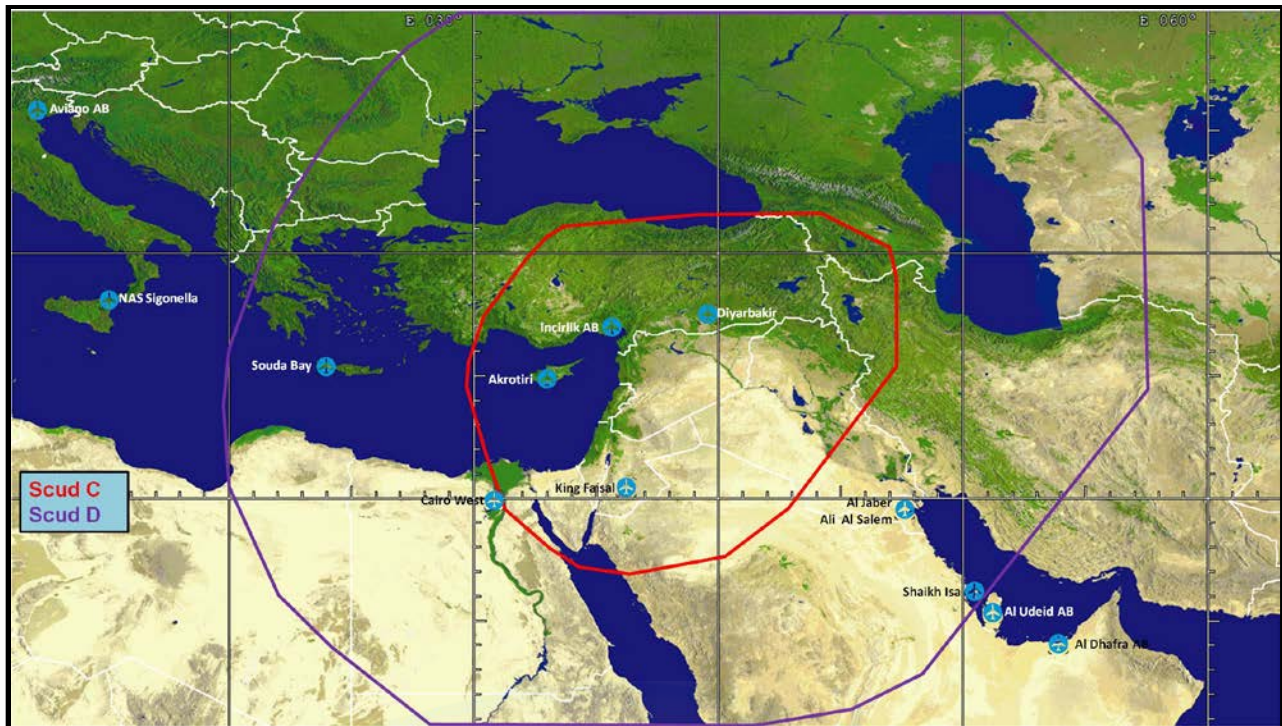 E 030°
E 060°
Aviano AB
NAS Sigonella
Inçirlik AB
Diyarbakir
Souda Bay
Akrotiri
Scud C
Scud D
Cairo West
King Faisal
Al Jaber
Ali Al Salem
Shaikh Isa
Al Udeid AB
Al Dhafra AB